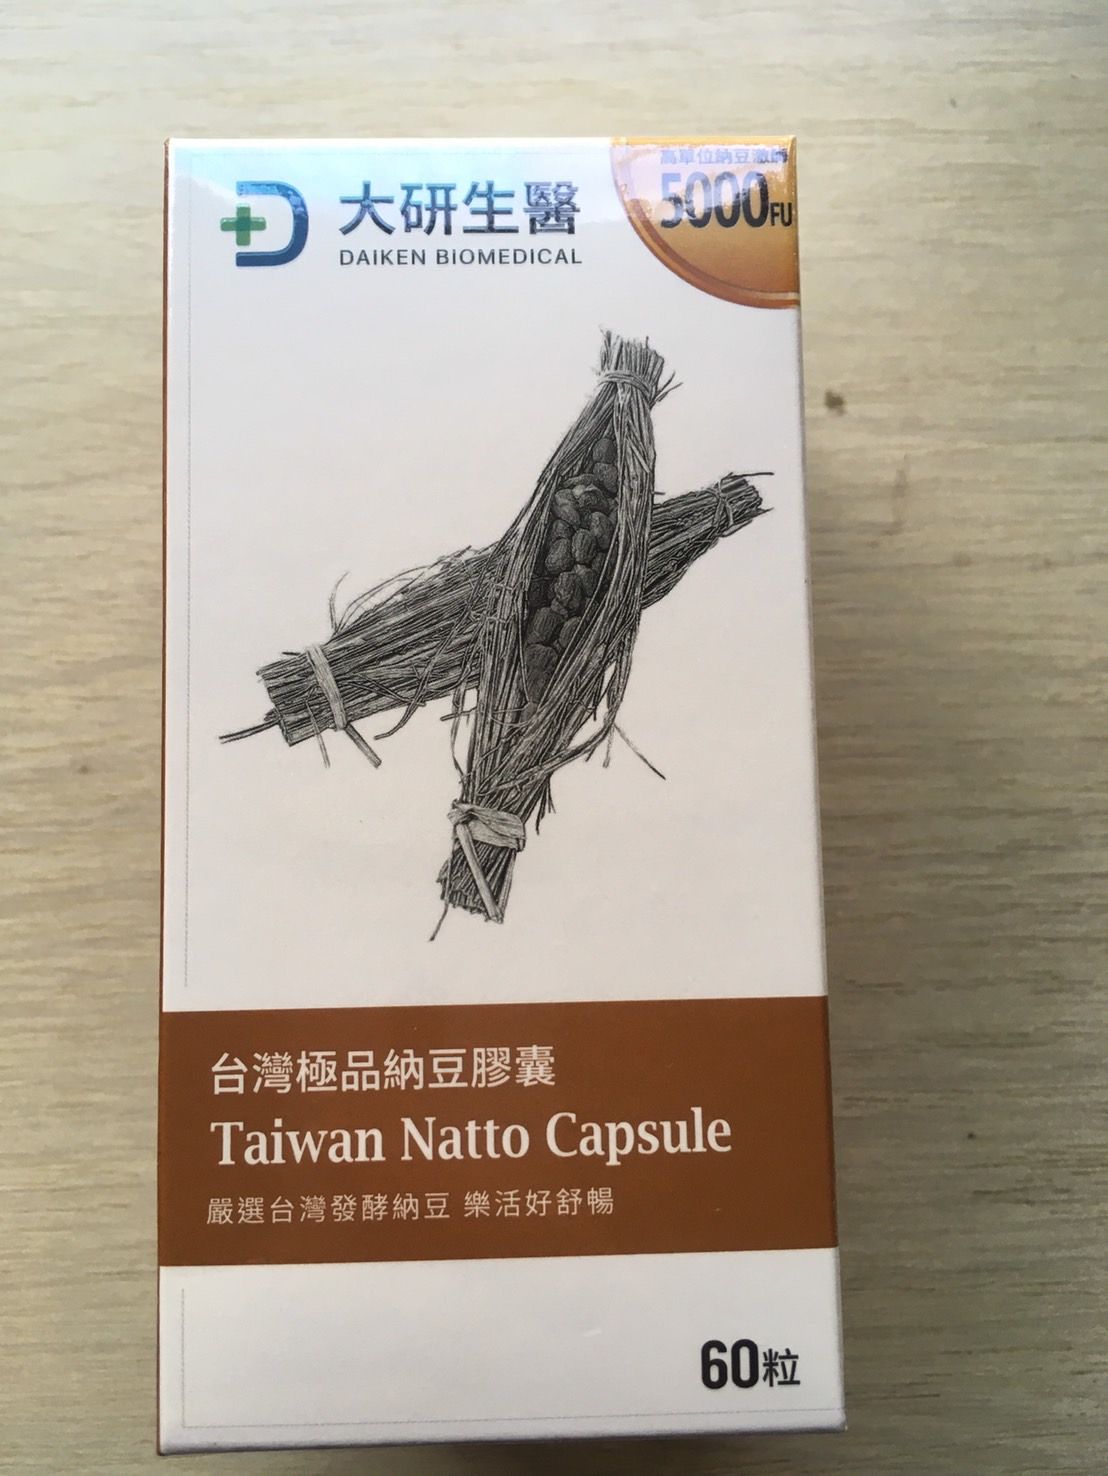 大研生醫
DAIKEN BIOMEDICAL
高單位納豆激酶
5000FU
台灣極品納豆膠囊
Taiwan Natto Capsule
嚴選台灣發酵納豆 樂活好舒暢
60粒